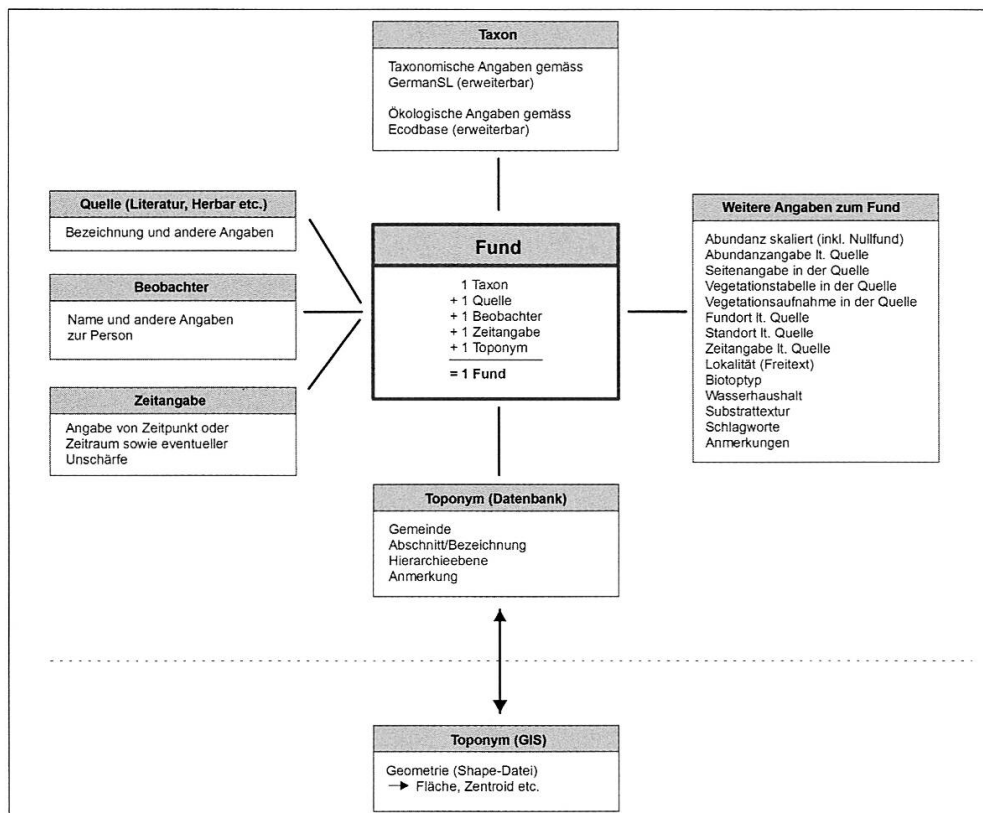 Taxon
Taxonomische Angaben gemäss
GermanSL (erweiterbar)
Ökologische Angaben gemäss
Ecodbase (erweiterbar)
Quelle (Literatur, Herbar etc.)
Bezeichnung und andere Angaben
Beobachter
Name und andere Angaben
zur Person
Zeitangabe
Angabe von Zeitpunkt oder
Zeitraum sowie eventueller
Unschärfe
Fund
1 Taxon
+ 1 Quelle
+ 1 Beobachter
+ 1 Zeitangabe
+ 1 Toponym
= 1 Fund
Weitere Angaben zum Fund
Abundanz skaliert (inkl. Nullfund)
Abundanzangabe lt. Quelle
Seitenangabe in der Quelle
Vegetationstabelle in der Quelle
Vegetationsaufnahme in der Quelle
Fundort lt. Quelle
Standort lt. Quelle
Zeitangabe lt. Quelle
Lokalität (Freitext)
Biotoptyp
Wasserhaushalt
Substrattextur
Schlagworte
Anmerkungen
Toponym (Datenbank)
Gemeinde
Abschnitt/Bezeichnung
Hierarchieebene
Anmerkung
Toponym (GIS)
Geometrie (Shape-Datei)
→ Fläche, Zentroid etc.